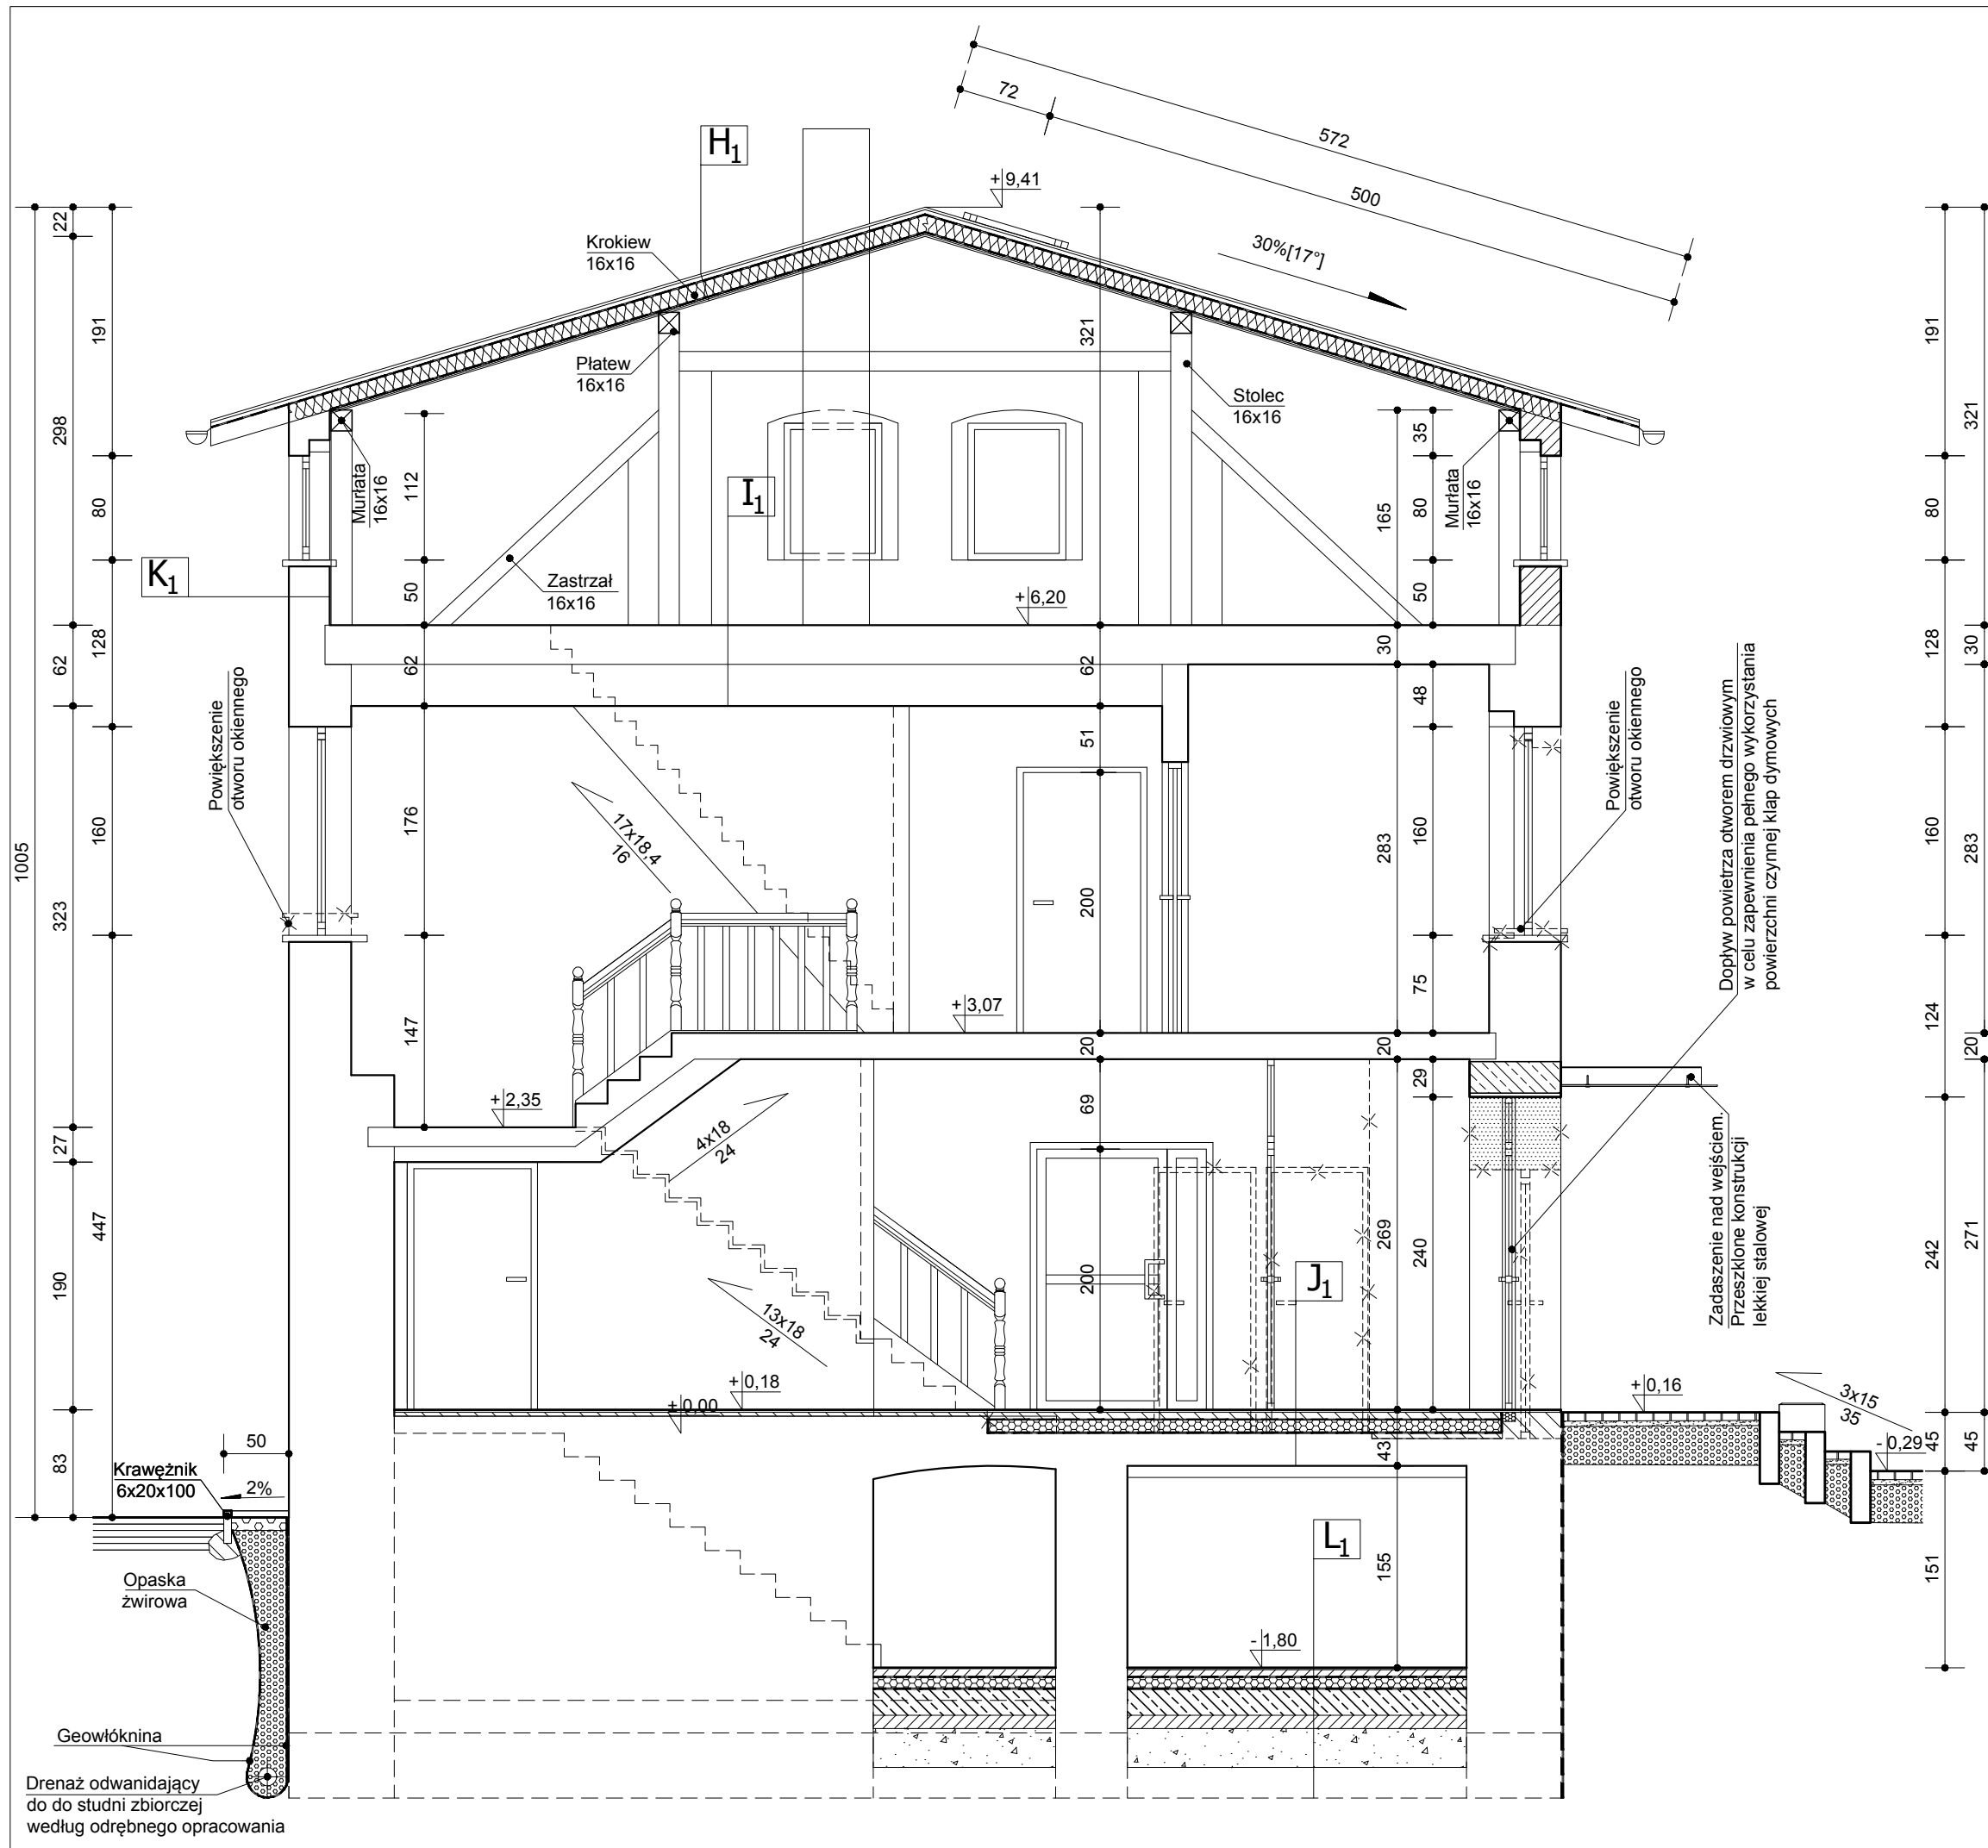 72
572
500
30%[17°]
H1
+9,41
Krokiew
16x16
Płatew
16x16
Stolec
16x16
Murłata
16x16
Murłata
16x16
I1
K1
Zastrzał
16x16
+6,20
22
191
298
80
128
62
1005
323
160
447
27
190
83
112
50
62
176
147
321
62
51
200
20
69
200
165
30
283
20
269
43
155
35
80
50
48
160
75
29
240
191
80
128
160
124
242
45
151
321
30
283
20
271
45
Powiększenie
otworu okiennego
Powiększenie
otworu okiennego
Dopływ powietrza otworem drzwiowym
w celu zapewnienia pełnego wykorzystania
powierzchni czynnej klap dymowych
17x18,4
16
+3,07
+2,35
4x18
24
13x18
24
J1
Zadaszenie nad wejściem.
Przeszklone konstrukcji
lekkiej stalowej
+0,18
±0,00
+0,16
3x15
35
-0,29
50
Krawężnik
6x20x100
2%
L1
-1,80
Opaska
żwirowa
Geowłóknina
Drenaż odwanidający
do do studni zbiorczej
według odrębnego opracowania